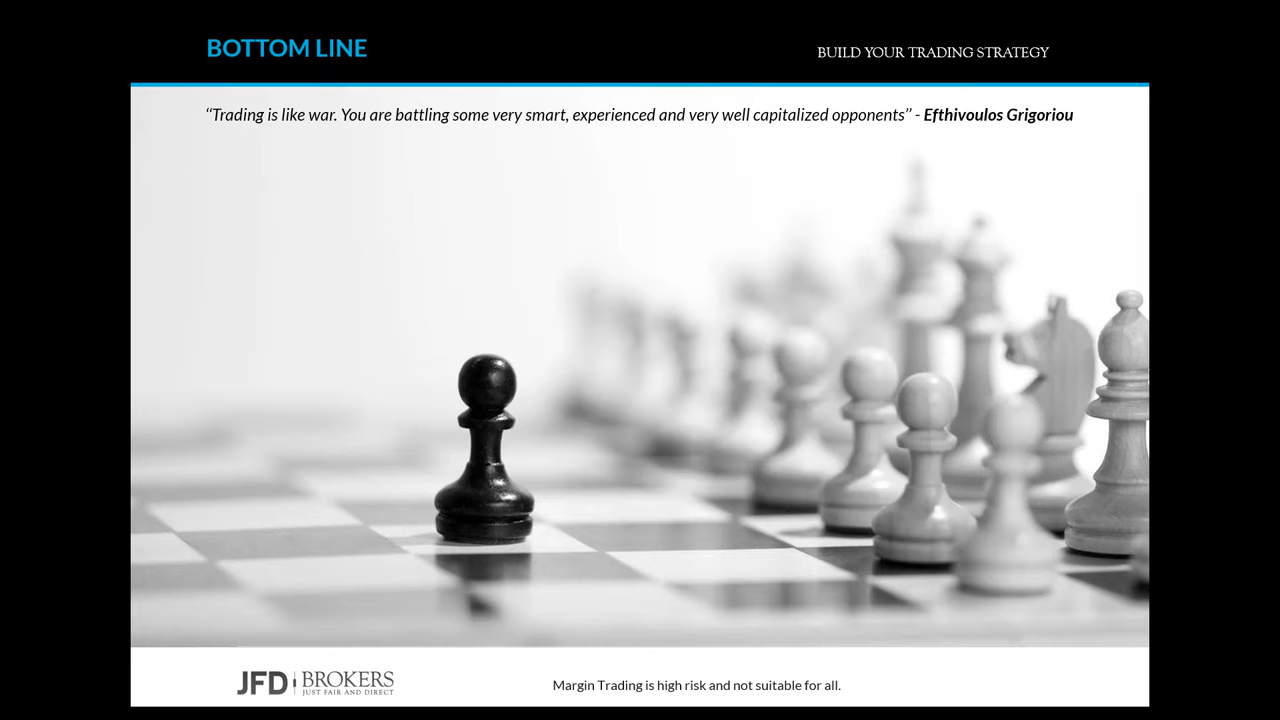 BOTTOM LINE
BUILD YOUR TRADING STRATEGY
“Trading is like war. You are battling some very smart, experienced and very well capitalized opponents” - Efthivoulos Grigoriou
JFD BROKERS
JUST FAIR AND DIRECT
Margin Trading is high risk and not suitable for all.